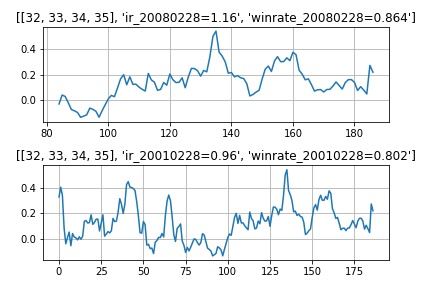 [[32, 33, 34, 35], 'ir_20080228=1.16', 'winrate_20080228=0.864']
0.4
0.2
0.0
80 100 120 140 160 180
[[32, 33, 34, 35], 'ir_20010228=0.96', 'winrate_20010228=0.802']
0.4
0.2
0.0
0 25 50 75 100 125 150 175